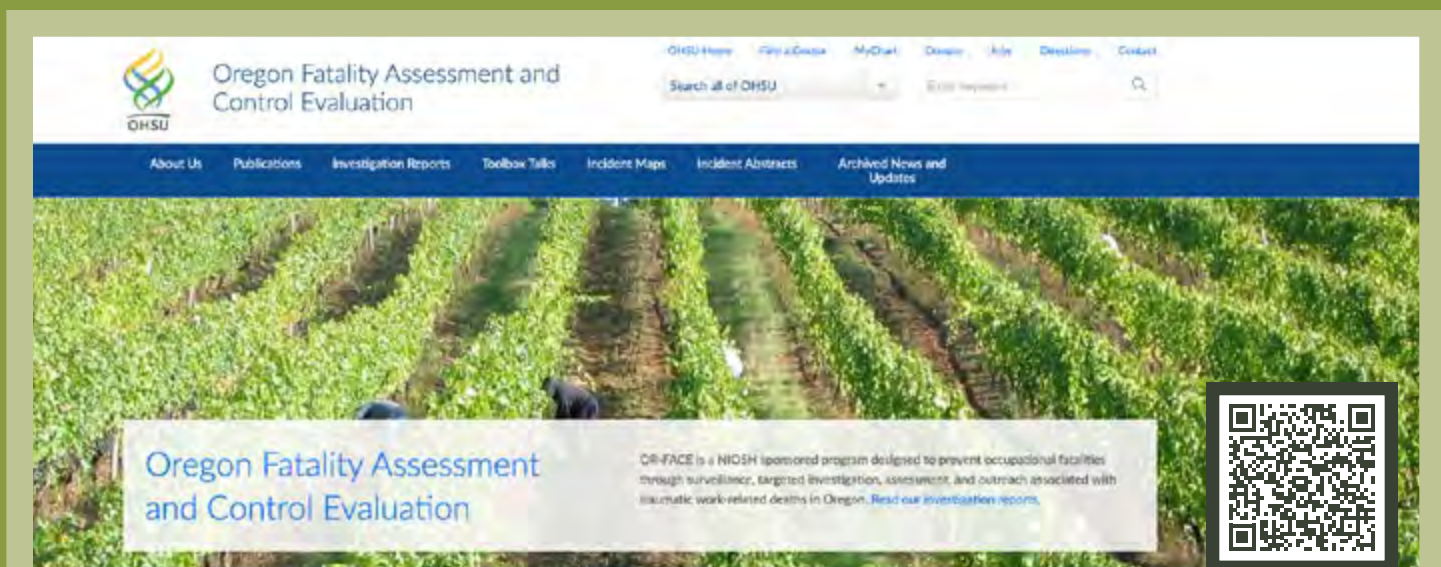 OHSU
Oregon Fatality Assessment and
Control Evaluation
OHSU Home Find a Doctor MyChart Donate Jobs Directions Contact
Search all of OHSU
Enter keyword
About Us Publications Investigation Reports Toolbox Talks Incident Maps Incident Abstracts Archived News and
Updates
Oregon Fatality Assessment
and Control Evaluation
OR-FACE is a NIOSH sponsored program designed to prevent occupational fatalities
through surveillance, targeted investigation, assessment, and outreach associated with
traumatic work-related deaths in Oregon. Read our investigation reports.